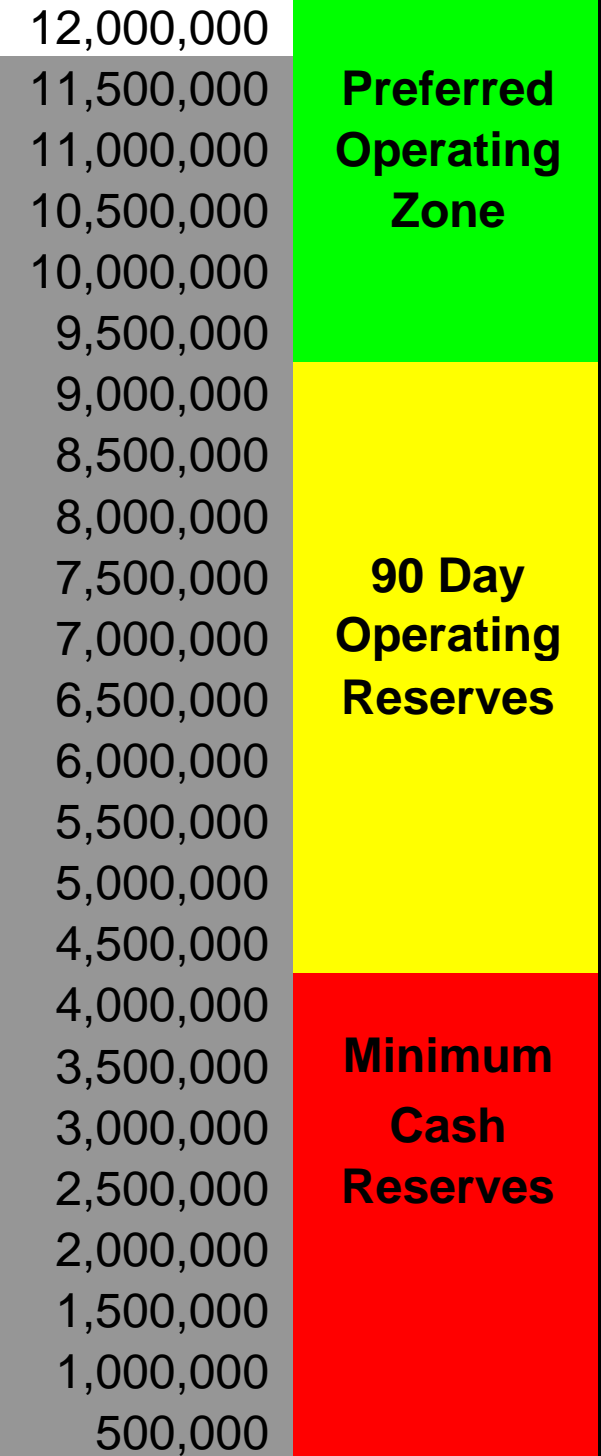 12,000,000
11,500,000 Preferred
11,000,000 Operating
10,500,000 Zone
10,000,000
9,500,000
9,000,000
8,500,000
8,000,000
7,500,000 90 Day
7,000,000 Operating
6,500,000 Reserves
6,000,000
5,500,000
5,000,000
4,500,000
4,000,000
3,500,000 Minimum
3,000,000 Cash
2,500,000 Reserves
2,000,000
1,500,000
1,000,000
500,000